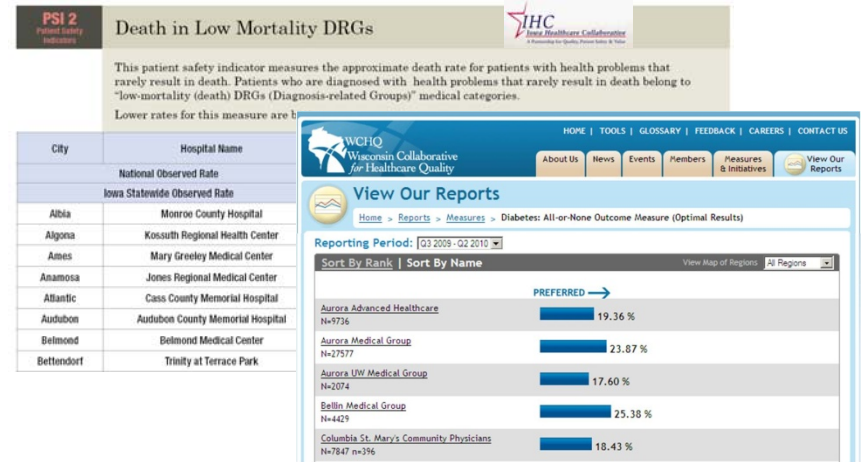 PSI 2
Patient Safety
Indicators
Death in Low Mortality DRGs
IHC
Iowa Healthcare Collaborative
A Partnership for Quality, Patient Safety & Value
This patient safety indicator measures the approximate death rate for patients with health problems that
rarely result in death. Patients who are diagnosed with health problems that rarely result in death belong to
"low-mortality (death) DRGs (Diagnosis-related Groups)" medical categories.
Lower rates for this measure are b
City Hospital Name
National Observed Rate
Iowa Statewide Observed Rate
Albia Monroe County Hospital
Algona Kossuth Regional Health Center
Ames Mary Greeley Medical Center
Anamosa Jones Regional Medical Center
Atlantic Cass County Memorial Hospital
Audubon Audubon County Memorial Hospital
Belmond Belmond Medical Center
Bettendorf Trinity at Terrace Park
HOME | TOOLS | GLOSSARY | FEEDBACK | CAREERS | CONTACT US
WCHQ
Wisconsin Collaborative
for Healthcare Quality
About Us News Events Members Measures & Initiatives View Our Reports
View Our Reports
Home > Reports > Measures > Diabetes: All-or-None Outcome Measure (Optimal Results)
Reporting Period: Q3 2009 - Q2 2010
Sort By Rank | Sort By Name View Map of Regions All Regions
PREFERRED
Aurora Advanced Healthcare
N=9736 19.36 %
Aurora Medical Group
N=27577 23.87 %
Aurora UW Medical Group
N=2074 17.60 %
Bellin Medical Group
N=4429 25.38 %
Columbia St. Mary's Community Physicians
N=7847 n=396 18.43 %